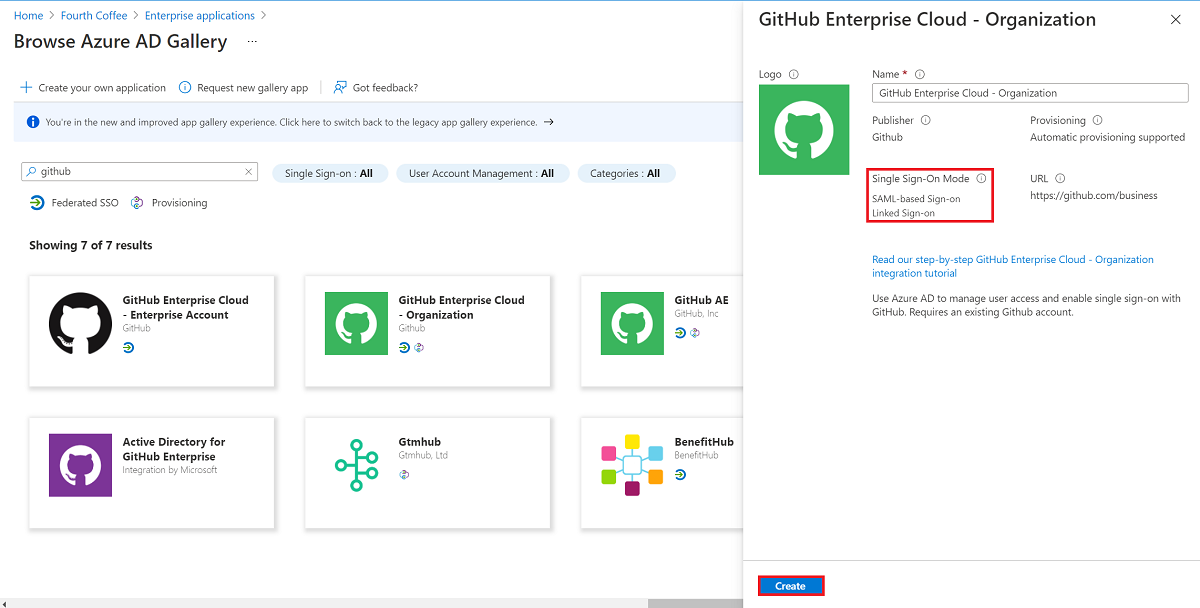 Home > Fourth Coffee > Enterprise applications >
Browse Azure AD Gallery ...
Create your own application
Request new gallery app
Got feedback?
You're in the new and improved app gallery experience. Click here to switch back to the legacy app gallery experience. →
github
Single Sign-on : All
User Account Management : All
Categories : All
Federated SSO
Provisioning
Showing 7 of 7 results
GitHub Enterprise Cloud
- Enterprise Account
GitHub
GitHub Enterprise Cloud
- Organization
Github
GitHub AE
GitHub, Inc
Active Directory for
GitHub Enterprise
Integration by Microsoft
Gtmhub
Gtmhub, Ltd
BenefitHub
BenefitHub
GitHub Enterprise Cloud - Organization
Logo
Name *
GitHub Enterprise Cloud - Organization
Publisher
Github
Provisioning
Automatic provisioning supported
Single Sign-On Mode
SAML-based Sign-on
Linked Sign-on
URL
https://github.com/business
Read our step-by-step GitHub Enterprise Cloud - Organization
integration tutorial
Use Azure AD to manage user access and enable single sign-on with
GitHub. Requires an existing Github account.
Create